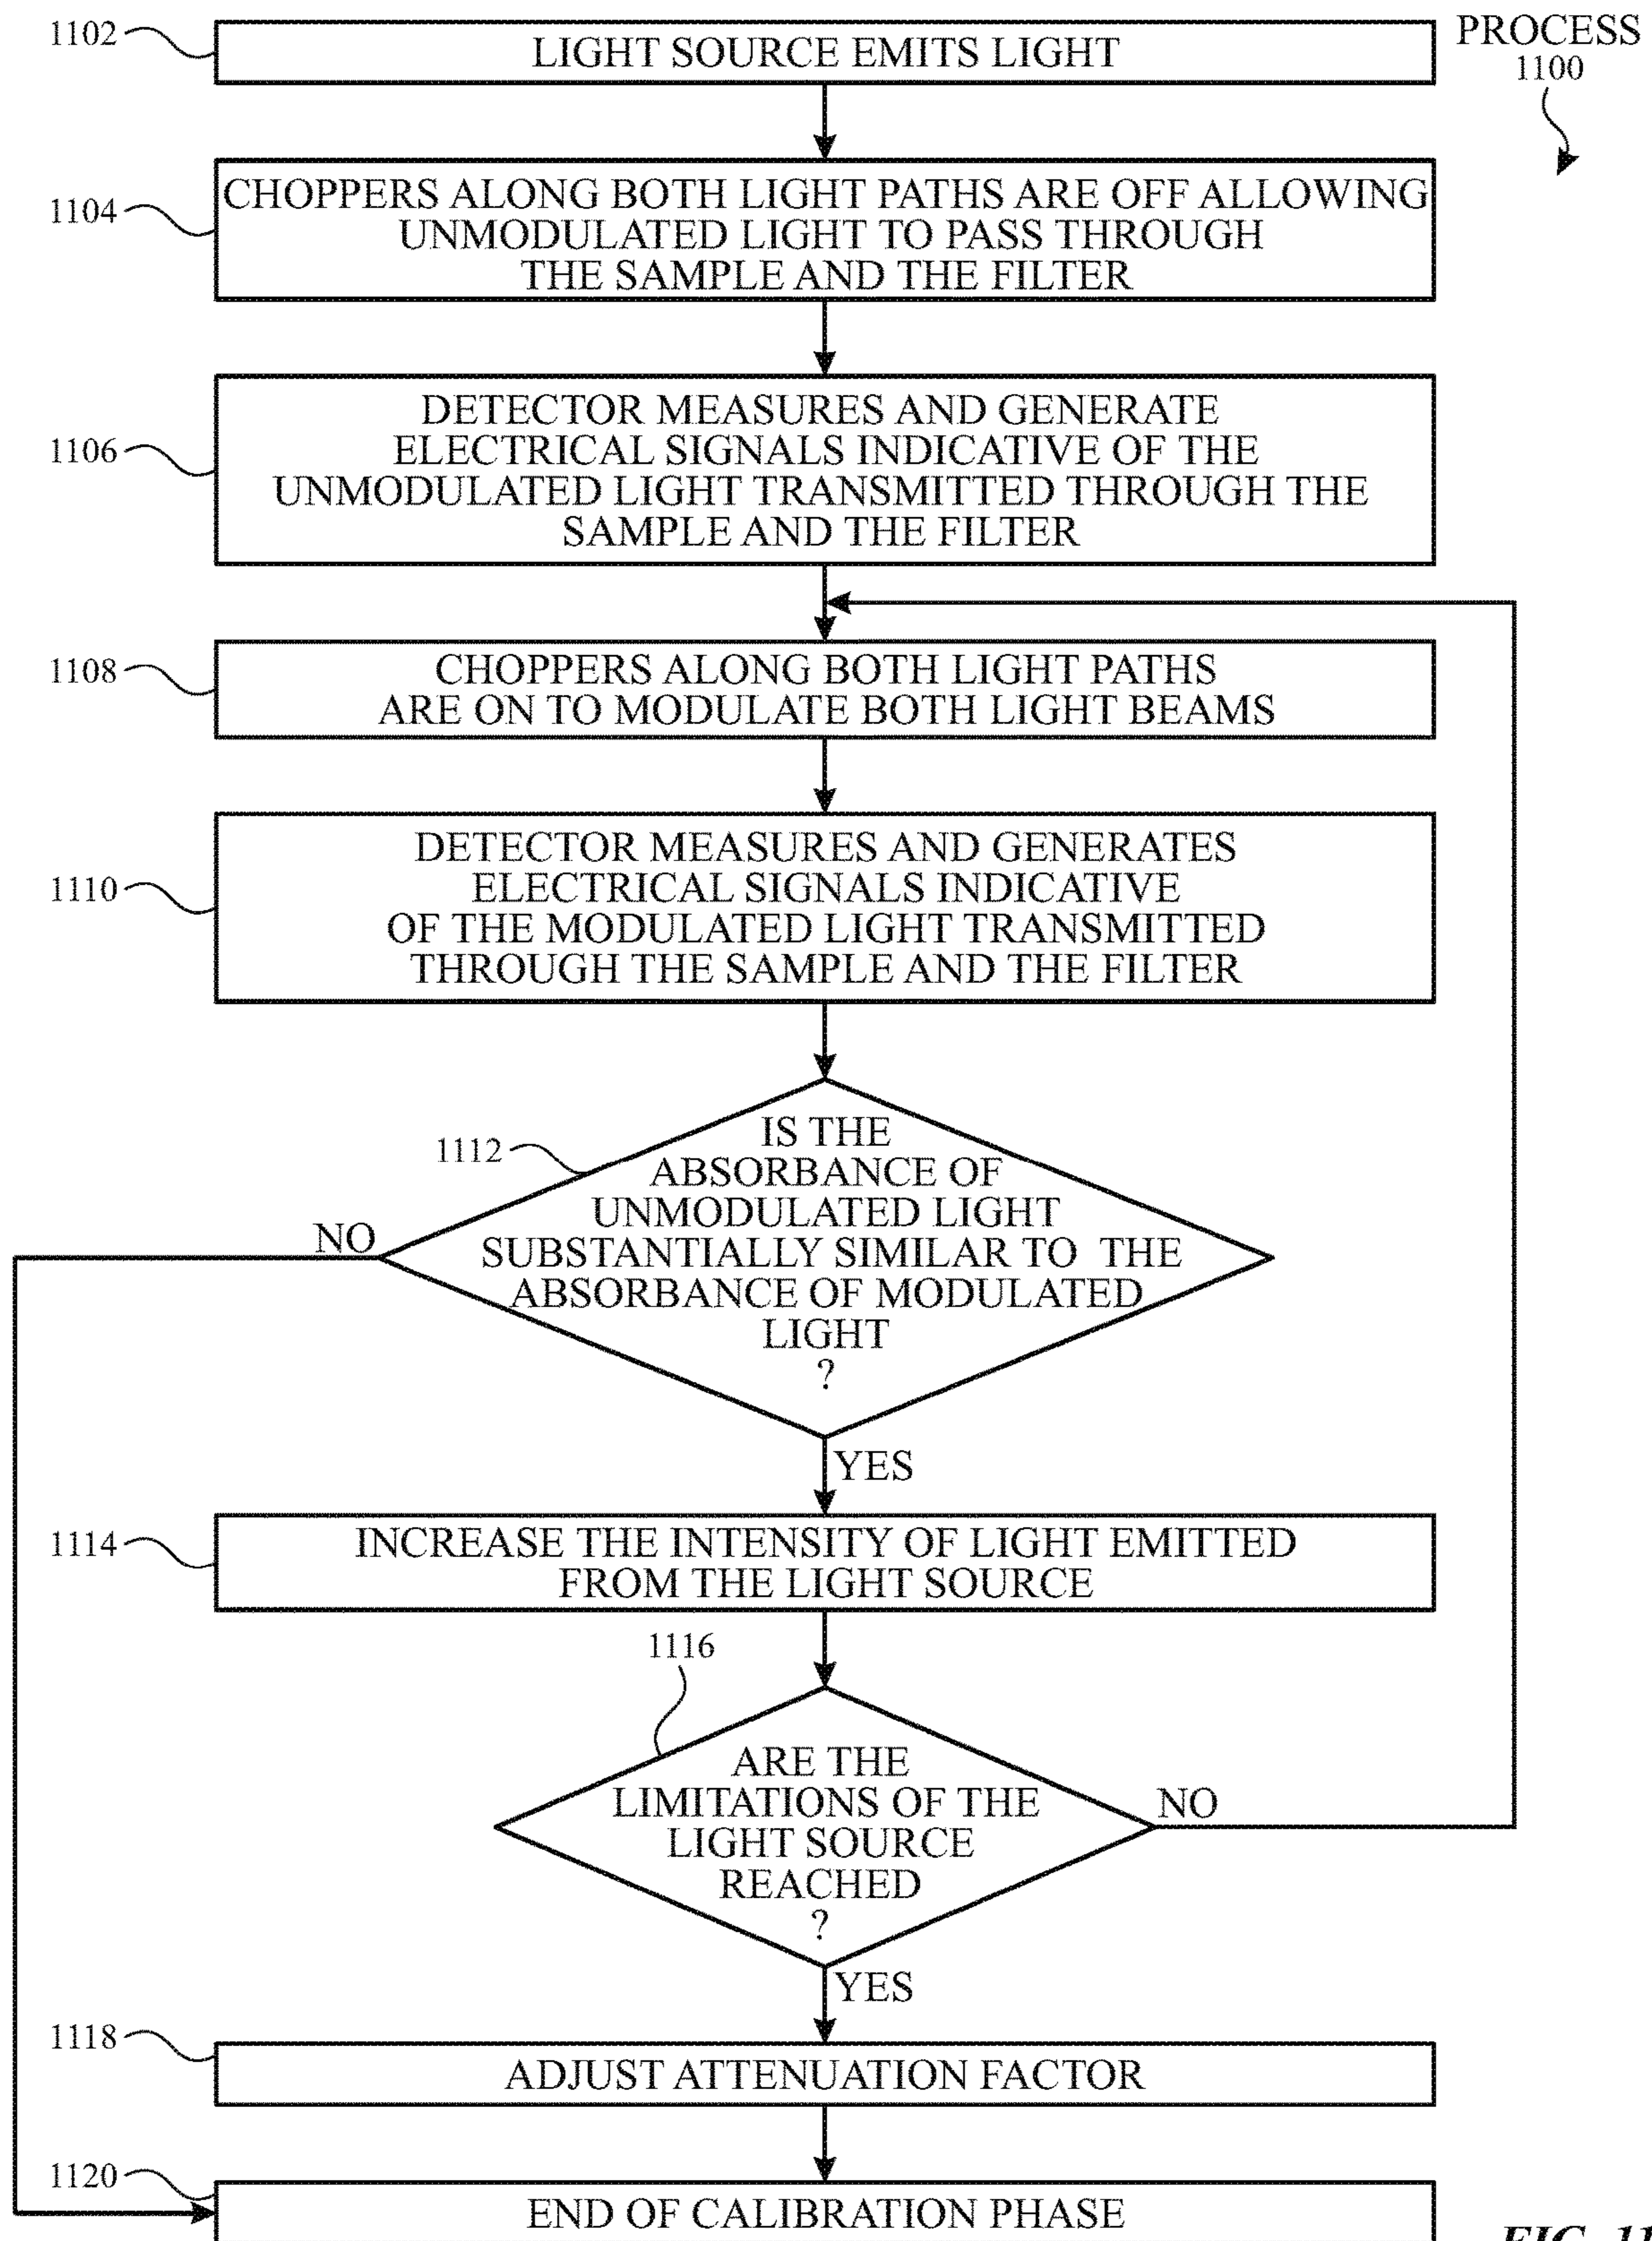 PROCESS
1100
1102
LIGHT SOURCE EMITS LIGHT
1104
CHOPPERS ALONG BOTH LIGHT PATHS ARE OFF ALLOWING
UNMODULATED LIGHT TO PASS THROUGH
THE SAMPLE AND THE FILTER
1106
DETECTOR MEASURES AND GENERATE
ELECTRICAL SIGNALS INDICATIVE OF THE
UNMODULATED LIGHT TRANSMITTED THROUGH THE
SAMPLE AND THE FILTER
1108
CHOPPERS ALONG BOTH LIGHT PATHS
ARE ON TO MODULATE BOTH LIGHT BEAMS
1110
DETECTOR MEASURES AND GENERATES
ELECTRICAL SIGNALS INDICATIVE
OF THE MODULATED LIGHT TRANSMITTED
THROUGH THE SAMPLE AND THE FILTER
1112
IS THE
ABSORBANCE OF
UNMODULATED LIGHT
SUBSTANTIALLY SIMILAR TO THE
ABSORBANCE OF MODULATED
LIGHT
?
NO
YES
1114
INCREASE THE INTENSITY OF LIGHT EMITTED
FROM THE LIGHT SOURCE
1116
ARE THE
LIMITATIONS OF THE
LIGHT SOURCE
REACHED
?
NO
YES
1118
ADJUST ATTENUATION FACTOR
1120
END OF CALIBRATION PHASE
FIG. 11